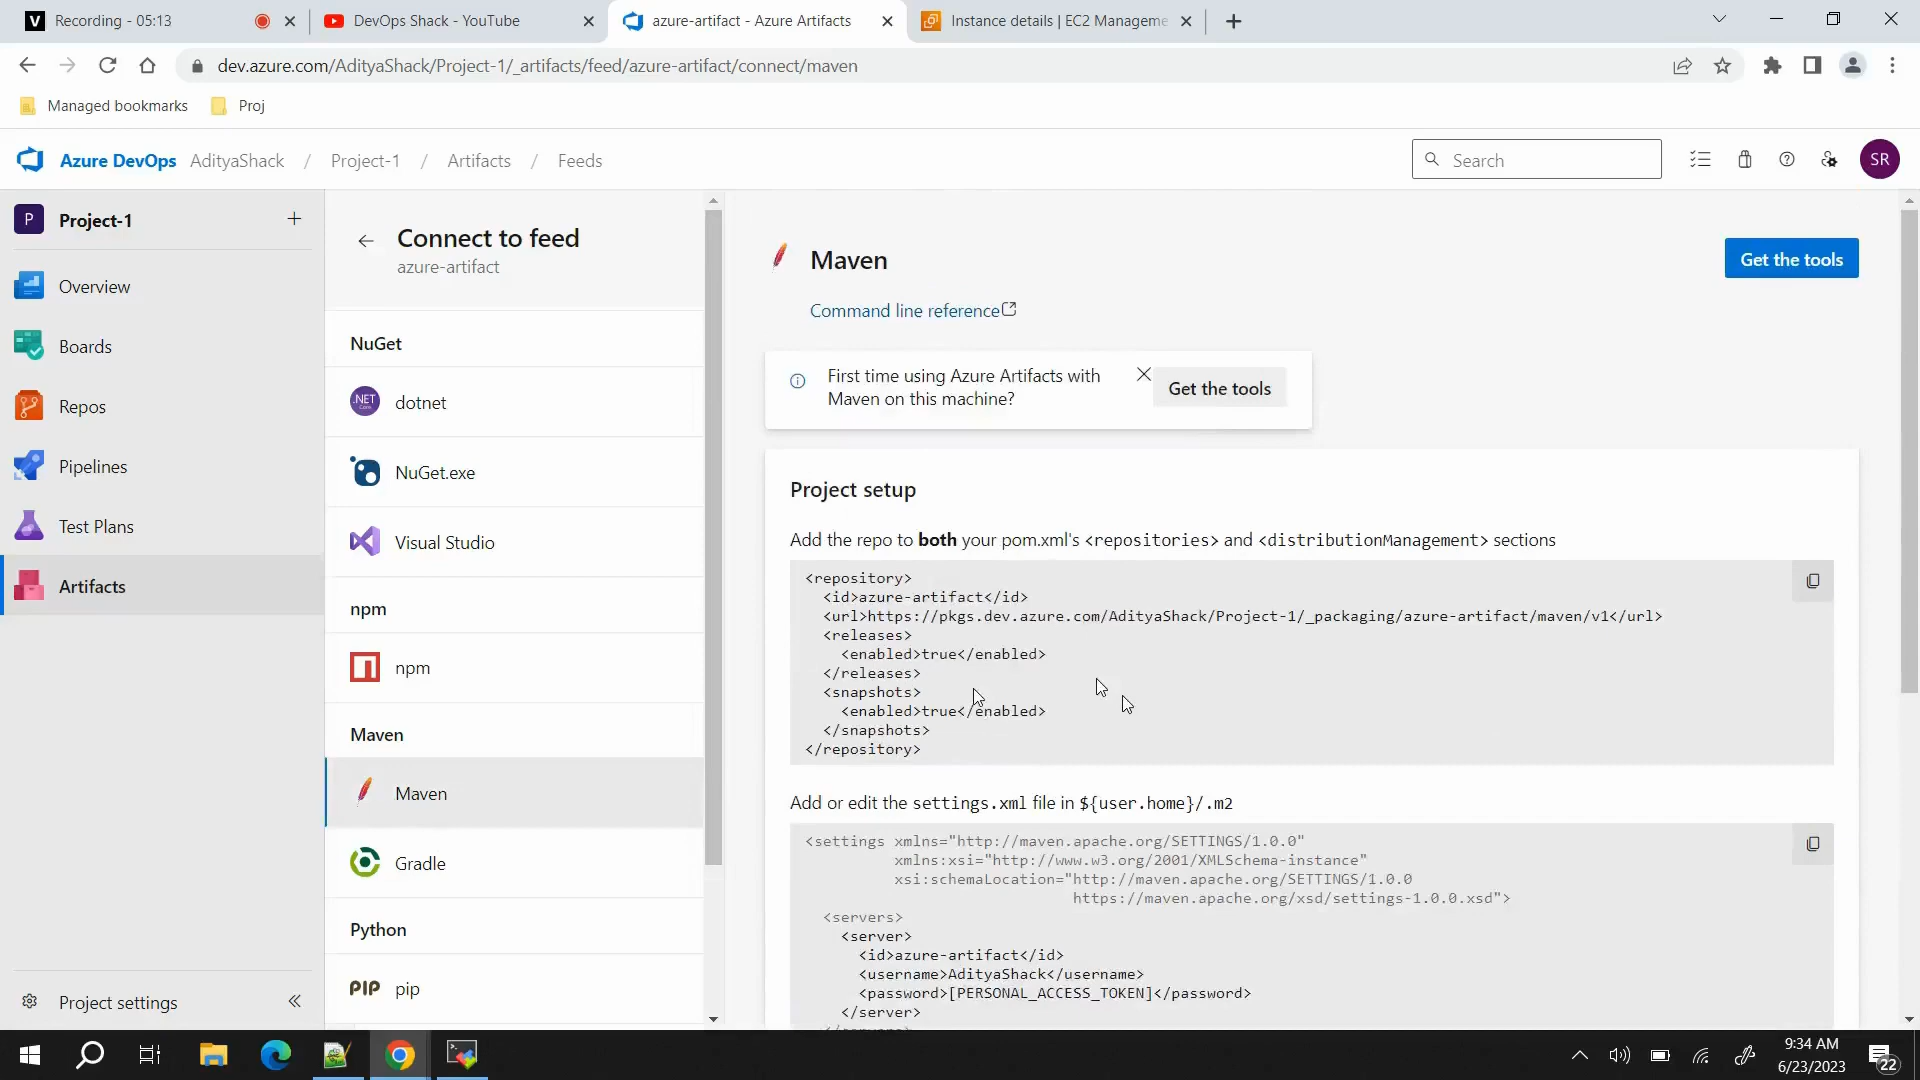 Recording - 05:13
DevOps Shack - YouTube
azure-artifact - Azure Artifacts
Instance details | EC2 Manageme
dev.azure.com/AdityaShack/Project-1/_artifacts/feed/azure-artifact/connect/maven
Managed bookmarks
Proj
Azure DevOps
AdityaShack / Project-1 / Artifacts / Feeds
Search
SR
P
Project-1
Overview
Boards
Repos
Pipelines
Test Plans
Artifacts
Project settings
Connect to feed
azure-artifact
NuGet
.NET
Core
dotnet
NuGet.exe
Visual Studio
npm
npm
Maven
Maven
Gradle
Python
PIP
pip
Maven
Get the tools
Command line reference
First time using Azure Artifacts with
Maven on this machine?
Get the tools
Project setup
Add the repo to both your pom.xml's <repositories> and <distributionManagement> sections
<repository>
<id>azure-artifact</id>
<url>https://pkgs.dev.azure.com/AdityaShack/Project-1/_packaging/azure-artifact/maven/v1</url>
<releases>
<enabled>true</enabled>
</releases>
<snapshots>
<enabled>true</enabled>
</snapshots>
</repository>
Add or edit the settings.xml file in ${user.home}/.m2
<settings xmlns="http://maven.apache.org/SETTINGS/1.0.0"
xmlns:xsi="http://www.w3.org/2001/XMLSchema-instance"
xsi:schemaLocation="http://maven.apache.org/SETTINGS/1.0.0
https://maven.apache.org/xsd/settings-1.0.0.xsd">
<servers>
<server>
<id>azure-artifact</id>
<username>AdityaShack</username>
<password>[PERSONAL_ACCESS_TOKEN]</password>
</server>
9:34 AM
6/23/2023
22